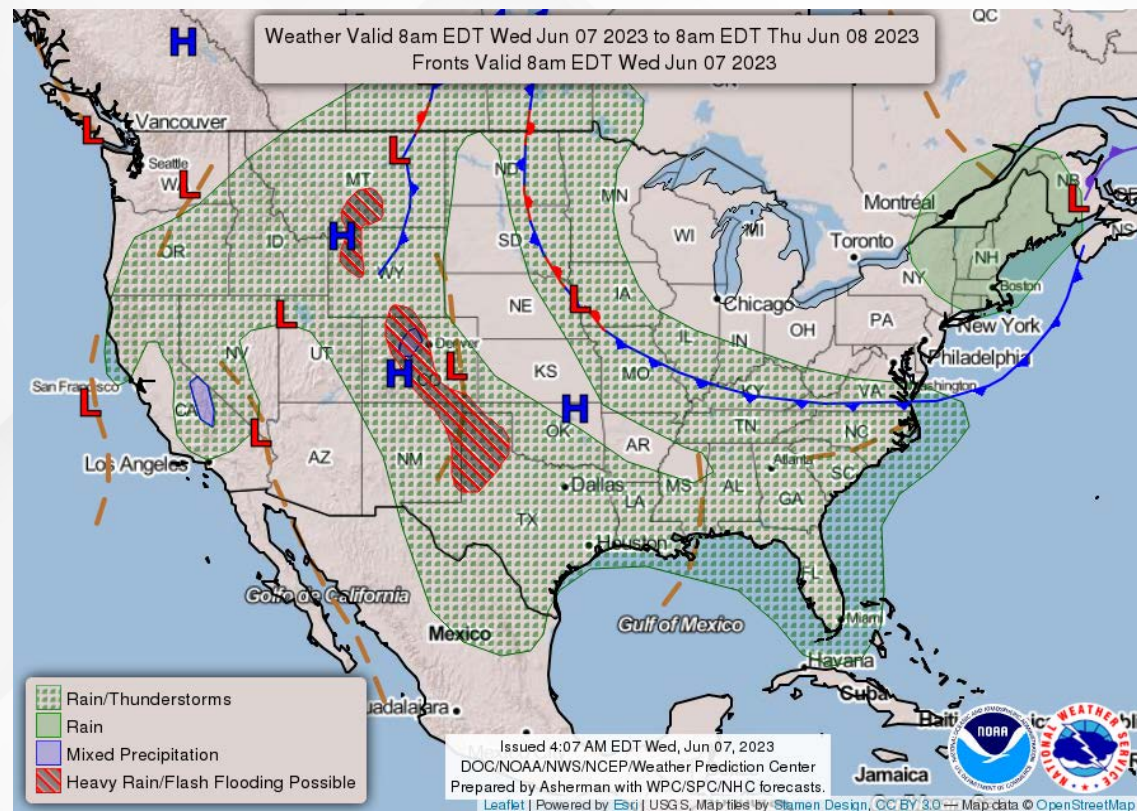 QC
Weather Valid 8am EDT Wed Jun 07 2023 to 8am EDT Thu Jun 08 2023
Fronts Valid 8am EDT Wed Jun 07 2023
H
L
Vancouver
Seattle
WA
L
L
MT
ND
MN
Montréal
NB
L
NS
H
OR
ID
WY
SD
WI
MI
Toronto
NY
NH
Boston
L
NE
L
IA
Chicago
IL
IN
OH
PA
New York
Philadelphia
NV
UT
Denver
H
CO
L
KS
MO
KY
VA
Washington
San Francisco
L
CA
L
H
OK
AR
TN
NC
Los Angeles
AZ
NM
Dallas
MS
AL
Atlanta
GA
SC
LA
TX
Houston
FL
Golfo de California
Mexico
Gulf of Mexico
Miami
Havana
Cuba
Rain/Thunderstorms
Rain
Mixed Precipitation
Heavy Rain/Flash Flooding Possible
uadalajara
Issued 4:07 AM EDT Wed, Jun 07, 2023
DOC/NOAA/NWS/NCEP/Weather Prediction Center
Prepared by Asherman with WPC/SPC/NHC forecasts.
Haiti
Jamaica
NOAA
NATIONAL WEATHER SERVICE
Leaflet | Powered by Esri | USGS, Map tiles by Stamen Design, CC BY 3.0 — Map data © OpenStreetMap